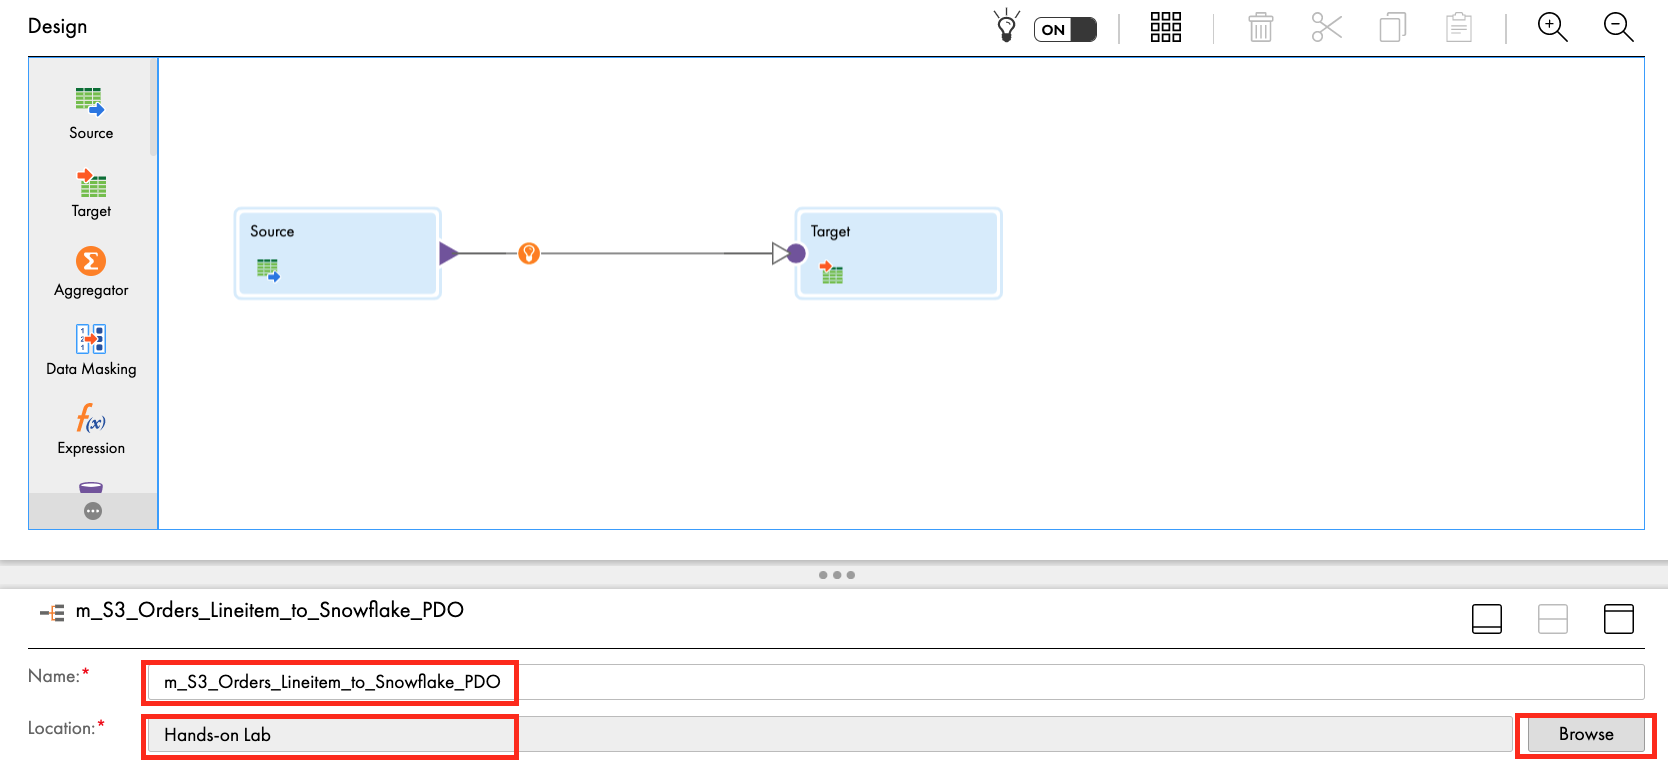 Design
ON
Source
Target
Aggregator
Data Masking
Expression
Source
Target
m_S3_Orders_Lineitem_to_Snowflake_PDO
Name:*
m_S3_Orders_Lineitem_to_Snowflake_PDO
Location:*
Hands-on Lab
Browse